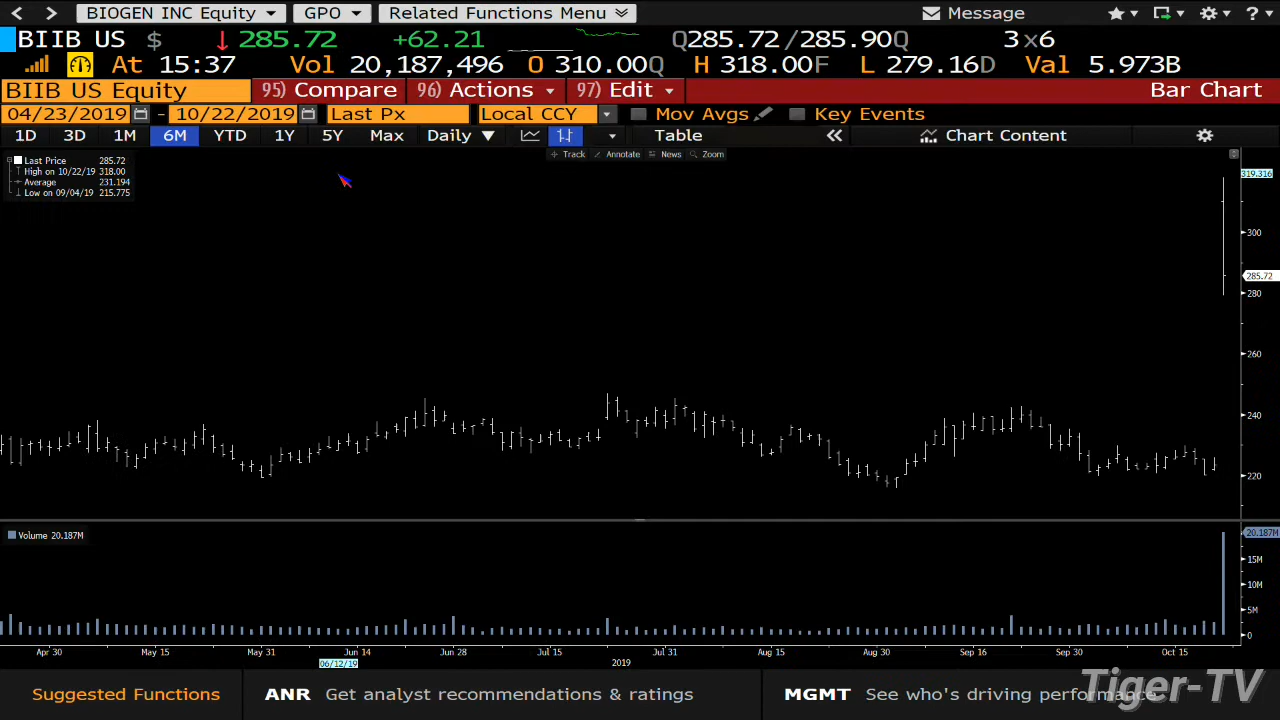 BIOGEN INC Equity GPO Related Functions Menu Message ?
BIIB US $ ↓285.72 +62.21 Q285.72/285.90Q 3x6
At 15:37 Vol 20,187,496 O 310.00Q H 318.00F L 279.16D Val 5.973B
BIIB US Equity 95) Compare 96) Actions 97) Edit Bar Chart
04/23/2019 - 10/22/2019 Last Px Local CCY Mov Avgs Key Events
1D 3D 1M 6M YTD 1Y 5Y Max Daily ▼ Table « Chart Content
Track Annotate News Zoom
Last Price 285.72
High on 10/22/19 318.00
Average 231.194
Low on 09/04/19 215.775
319.316
300
285.72
280
260
240
220
Volume 20.187M
20.187M
15M
10M
5M
0
Apr 30 May 15 May 31 Jun 14 Jun 28 Jul 15 Jul 31 Aug 15 Aug 30 Sep 16 Sep 30 Oct 15
06/12/19 2019
Suggested Functions ANR Get analyst recommendations & ratings MGMT See who's driving performance
Tiger-TV